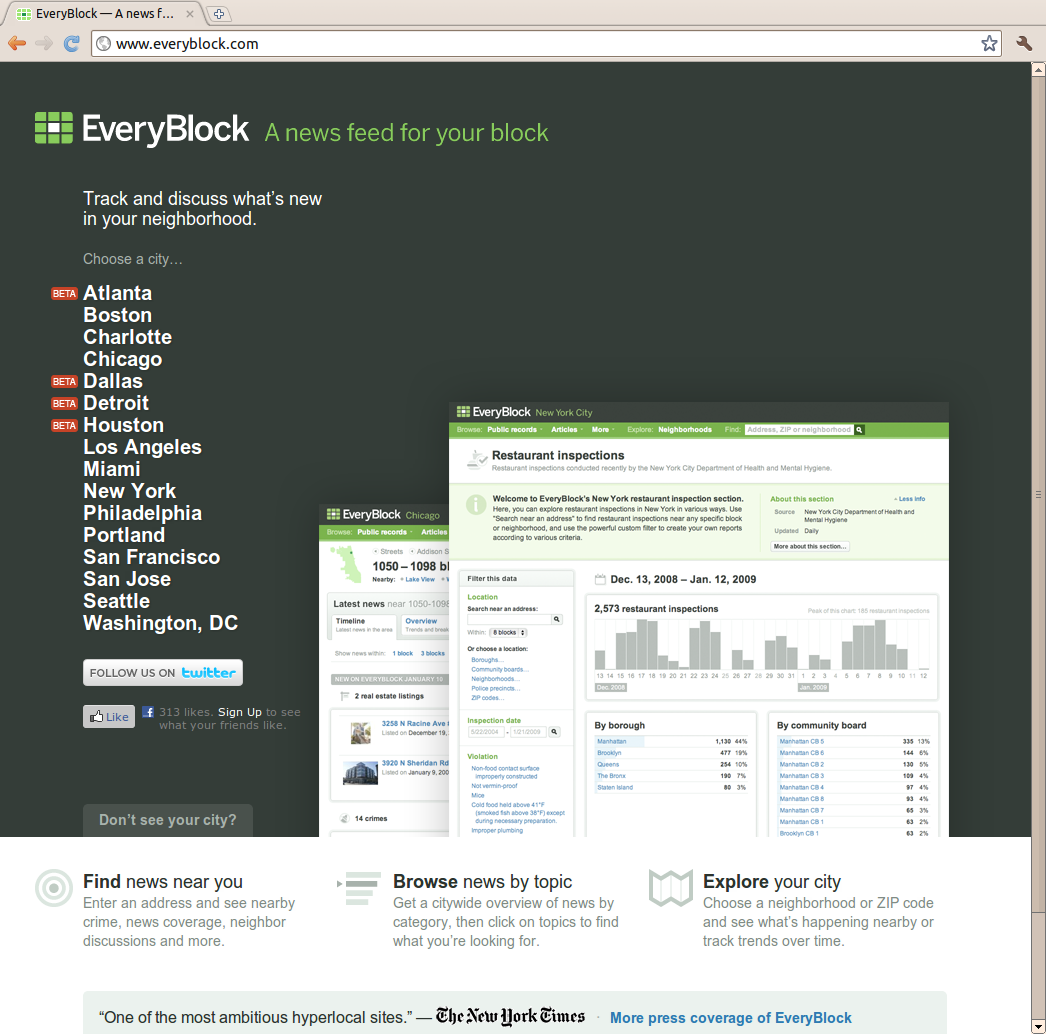 EveryBlock — A news f...
www.everyblock.com
EveryBlock A news feed for your block
Track and discuss what's new
in your neighborhood.
Choose a city…
BETA Atlanta
Boston
Charlotte
Chicago
BETA Dallas
BETA Detroit
BETA Houston
Los Angeles
Miami
New York
Philadelphia
Portland
San Francisco
San Jose
Seattle
Washington, DC
FOLLOW US ON twitter
Like 313 likes. Sign Up to see
what your friends like.
Don't see your city?
EveryBlock Chicago
Browse: Public records Articles
Streets Addison S
1050 – 1098 bl
Nearby: Lake View
Latest news near 1050-1098
Timeline Overview
Latest news in the area Trends and break
Show news within: 1 block 3 blocks
NEW ON EVERYBLOCK JANUARY 10
2 real estate listings
3258 N Racine Ave
Listed on December 19,
3920 N Sheridan Rd
Listed on January 9, 200
14 crimes
EveryBlock New York City
Browse: Public records Articles More Explore: Neighborhoods Find: Address, ZIP or neighborhood
Restaurant inspections
Restaurant inspections conducted recently by the New York City Department of Health and Mental Hygiene.
Welcome to EveryBlock's New York restaurant inspection section.
Here, you can explore restaurant inspections in New York in various ways. Use
"Search near an address" to find restaurant inspections near any specific block
or neighborhood, and use the powerful custom filter to create your own reports
according to various criteria.
About this section - Less info
Source New York City Department of Health and
Mental Hygiene
Updated Daily
More about this section...
Filter this data
Location
Search near an address:
Within: 8 blocks
Or choose a location:
Boroughs…
Community boards…
Neighborhoods…
Police precincts…
ZIP codes…
Inspection date
5/22/2004 - 1/21/2009
Violation
Non-food contact surface
improperly constructed
Not vermin-proof
Mice
Cold food held above 41°F
(smoked fish above 38°F) except
during necessary preparation.
Improper plumbing
Dec. 13, 2008 – Jan. 12, 2009
2,573 restaurant inspections Peak of this chart: 185 restaurant inspections
13 14 15 16 17 18 19 20 21 22 23 24 25 26 27 28 29 30 31 1 2 3 4 5 6 7 8 9 10 11 12
Dec. 2008 Jan. 2009
By borough
Manhattan 1,130 44%
Brooklyn 477 19%
Queens 254 10%
The Bronx 190 7%
Staten Island 80 3%
By community board
Manhattan CB 5 335 13%
Manhattan CB 6 144 6%
Manhattan CB 2 130 5%
Manhattan CB 3 109 4%
Manhattan CB 4 97 4%
Manhattan CB 8 93 4%
Manhattan CB 7 65 3%
Manhattan CB 1 63 2%
Brooklyn CB 1 63 2%
Find news near you
Enter an address and see nearby
crime, news coverage, neighbor
discussions and more.
Browse news by topic
Get a citywide overview of news by
category, then click on topics to find
what you're looking for.
Explore your city
Choose a neighborhood or ZIP code
and see what's happening nearby or
track trends over time.
“One of the most ambitious hyperlocal sites.” — The New York Times · More press coverage of EveryBlock